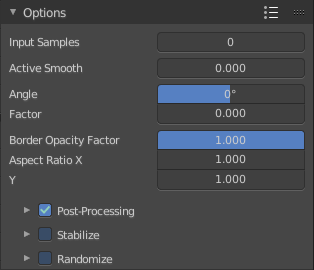 Options
Input Samples 0
Active Smooth 0.000
Angle 0°
Factor 0.000
Border Opacity Factor 1.000
Aspect Ratio X 1.000
Y 1.000
Post-Processing
Stabilize
Randomize